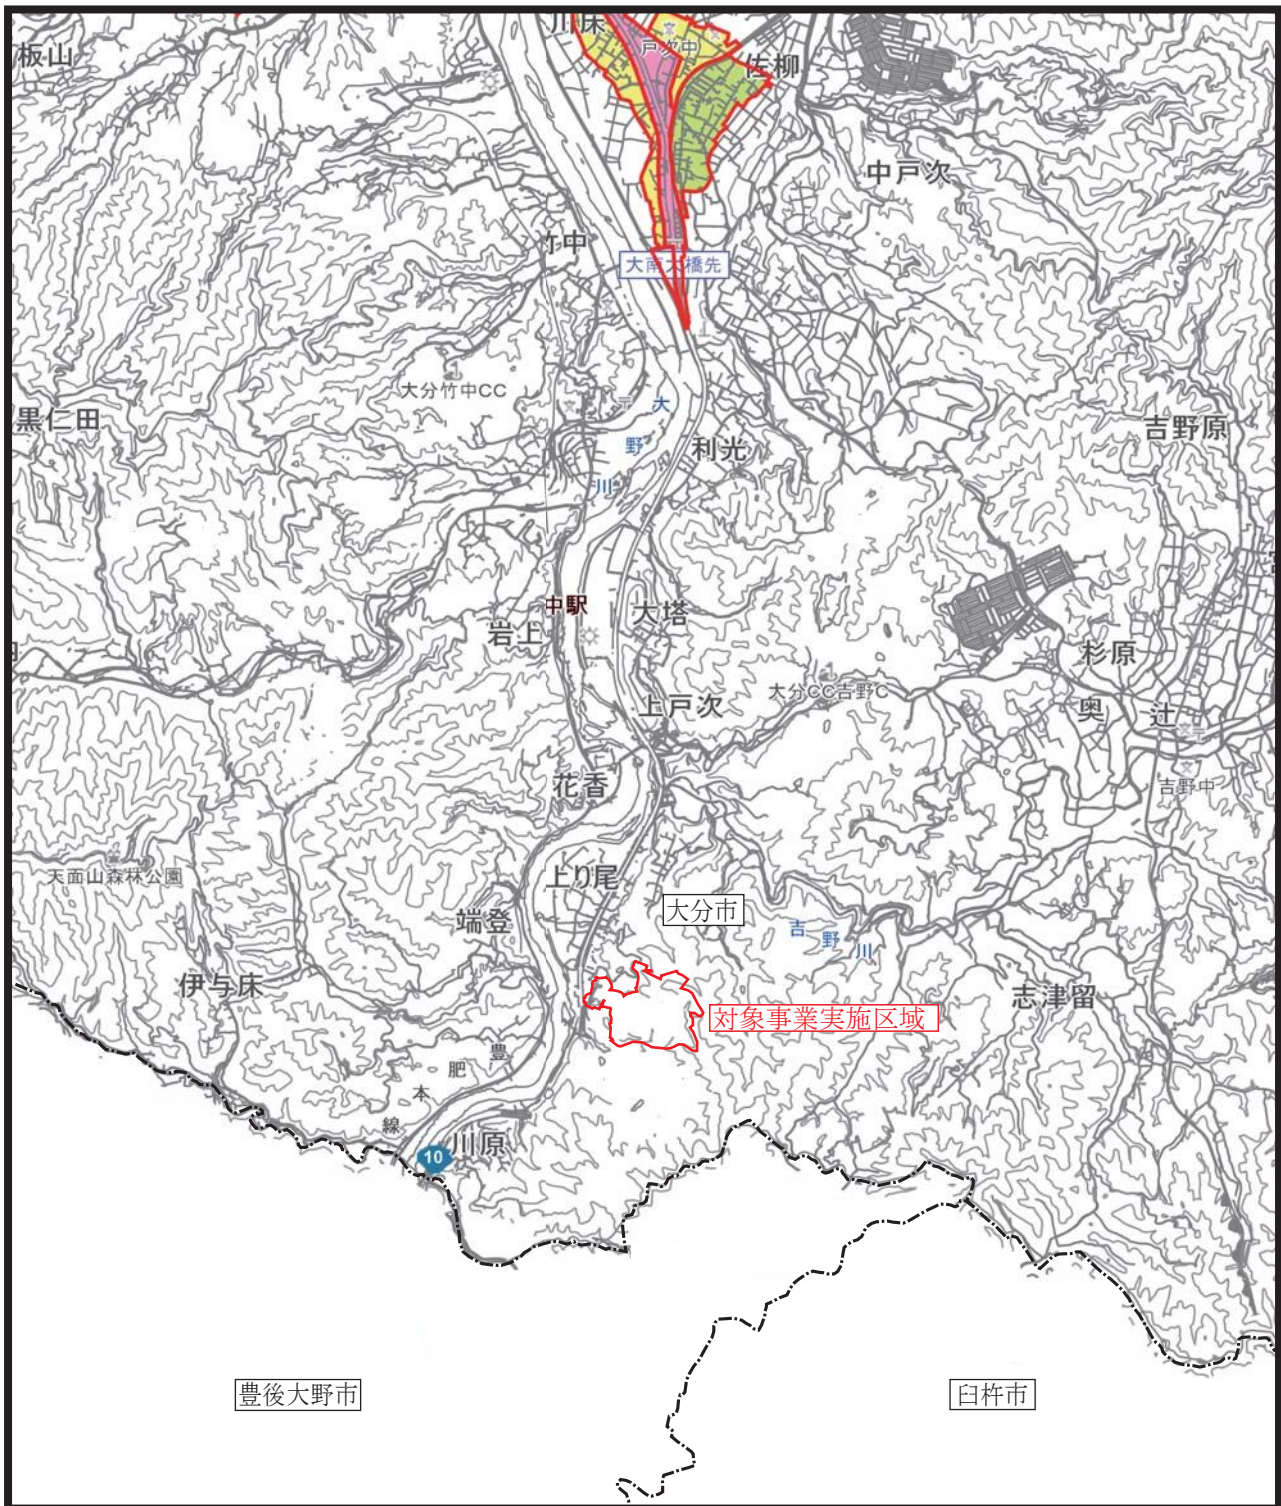 川床
板山
戸次中
佐柳
中戸次
竹中
大南大橋先
大分竹中CC
黒仁田
大野川
吉野原
利光
中駅
岩上
大塔
杉原
大分CC吉野C
上戸次
奥
辻
花香
吉野中
天面山森林公園
上り尾
大分市
端登
吉野川
伊与床
志津留
対象事業実施区域
豊肥本線
川原
10
豊後大野市
臼杵市